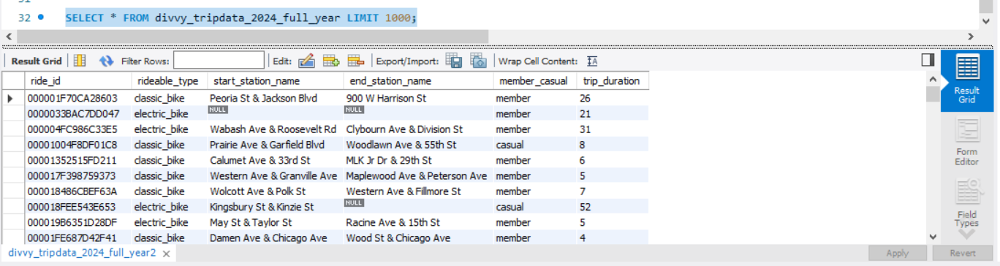 32 SELECT * FROM divvy_tripdata_2024_full_year LIMIT 1000;
Result Grid Filter Rows: Edit: Export/Import: Wrap Cell Content:
ride_id rideable_type start_station_name end_station_name member_casual trip_duration
000001F70CA28603 classic_bike Peoria St & Jackson Blvd 900 W Harrison St member 26
0000033BAC7DD047 electric_bike NULL NULL member 21
000004FC986C33E5 electric_bike Wabash Ave & Roosevelt Rd Clybourn Ave & Division St member 31
00001004F8DF01C8 classic_bike Prairie Ave & Garfield Blvd Woodlawn Ave & 55th St casual 8
00001352515FD211 classic_bike Calumet Ave & 33rd St MLK Jr Dr & 29th St member 6
000017F398759373 classic_bike Western Ave & Granville Ave Maplewood Ave & Peterson Ave member 5
000018486CBEF63A classic_bike Wolcott Ave & Polk St Western Ave & Fillmore St member 7
000018FEE543E653 electric_bike Kingsbury St & Kinzie St NULL casual 52
000019B6351D28DF electric_bike May St & Taylor St Racine Ave & 15th St member 5
00001FE687D42F41 classic_bike Damen Ave & Chicago Ave Wood St & Chicago Ave member 4
Result
Grid
Form
Editor
Field
Types
divvy_tripdata_2024_full_year2
Apply Revert